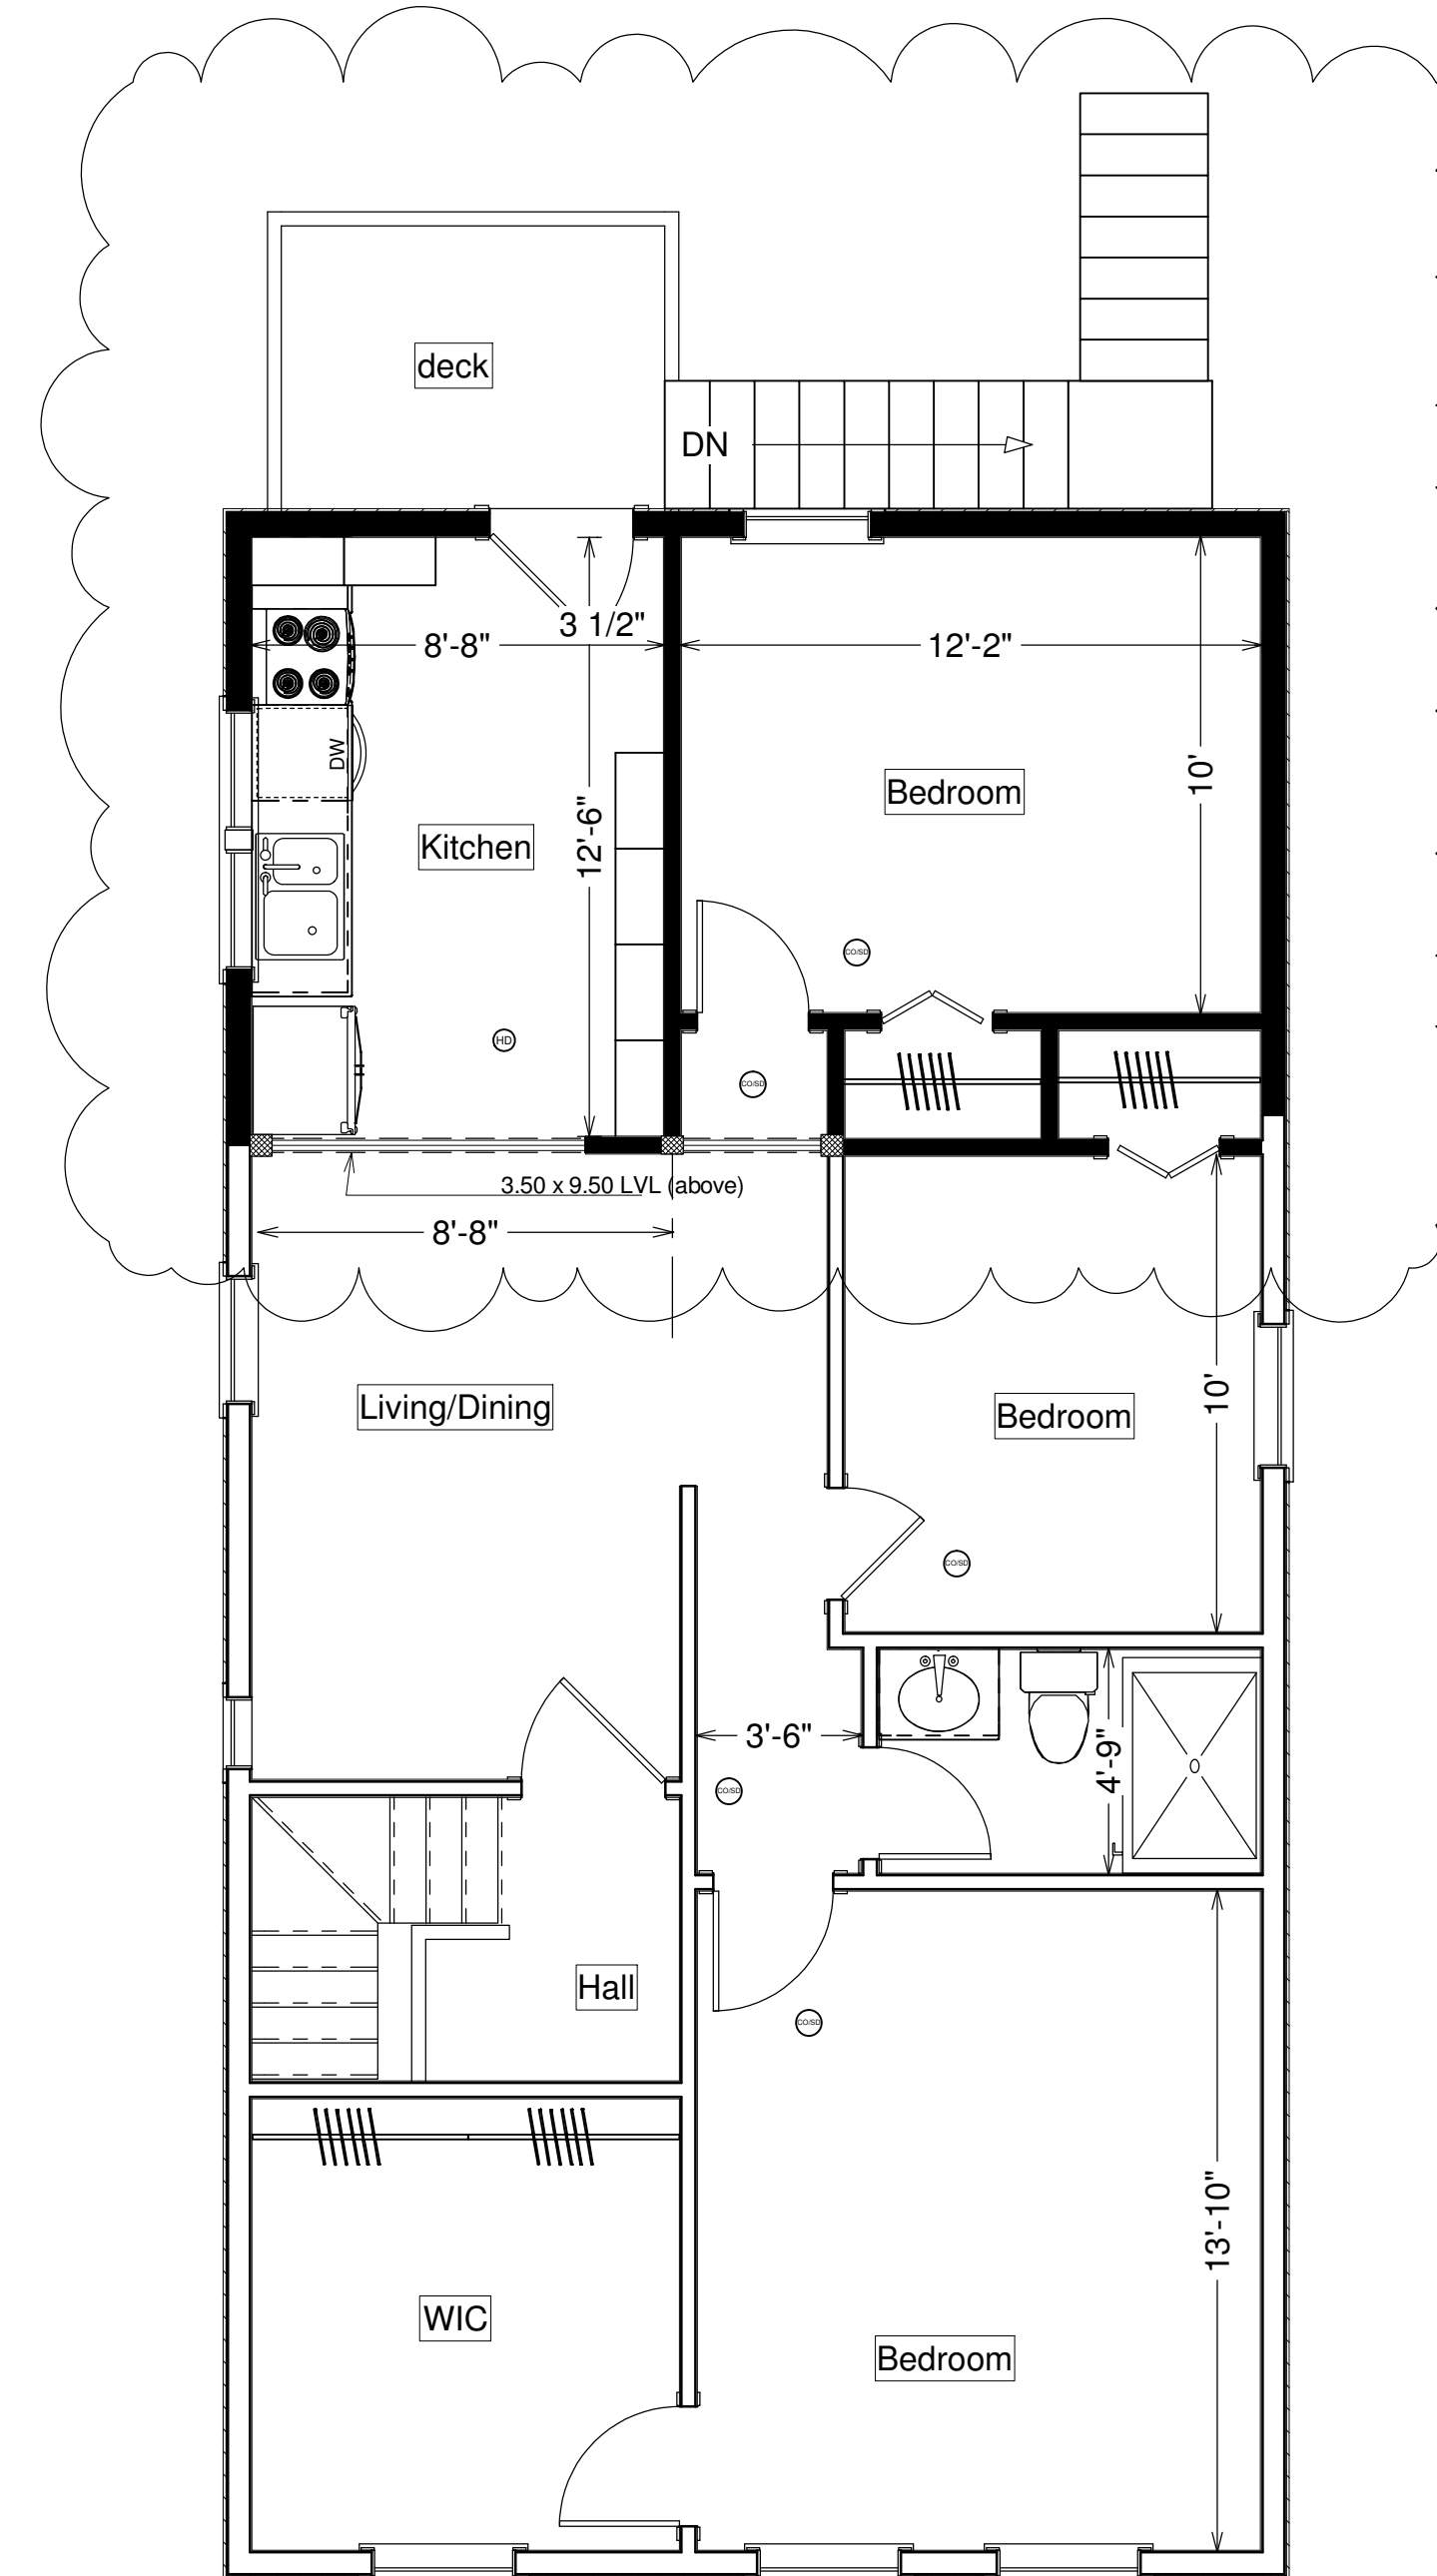 deck
DN
3 1/2"
8'-8"
12'-2"
10'
DW
12'-6"
Bedroom
Kitchen
CO/SD
HD
CO/SD
3.50 x 9.50 LVL (above)
8'-8"
10'
Living/Dining
Bedroom
CO/SD
3'-6"
4'-9"
CO/SD
Hall
CO/SD
13'-10"
WIC
Bedroom